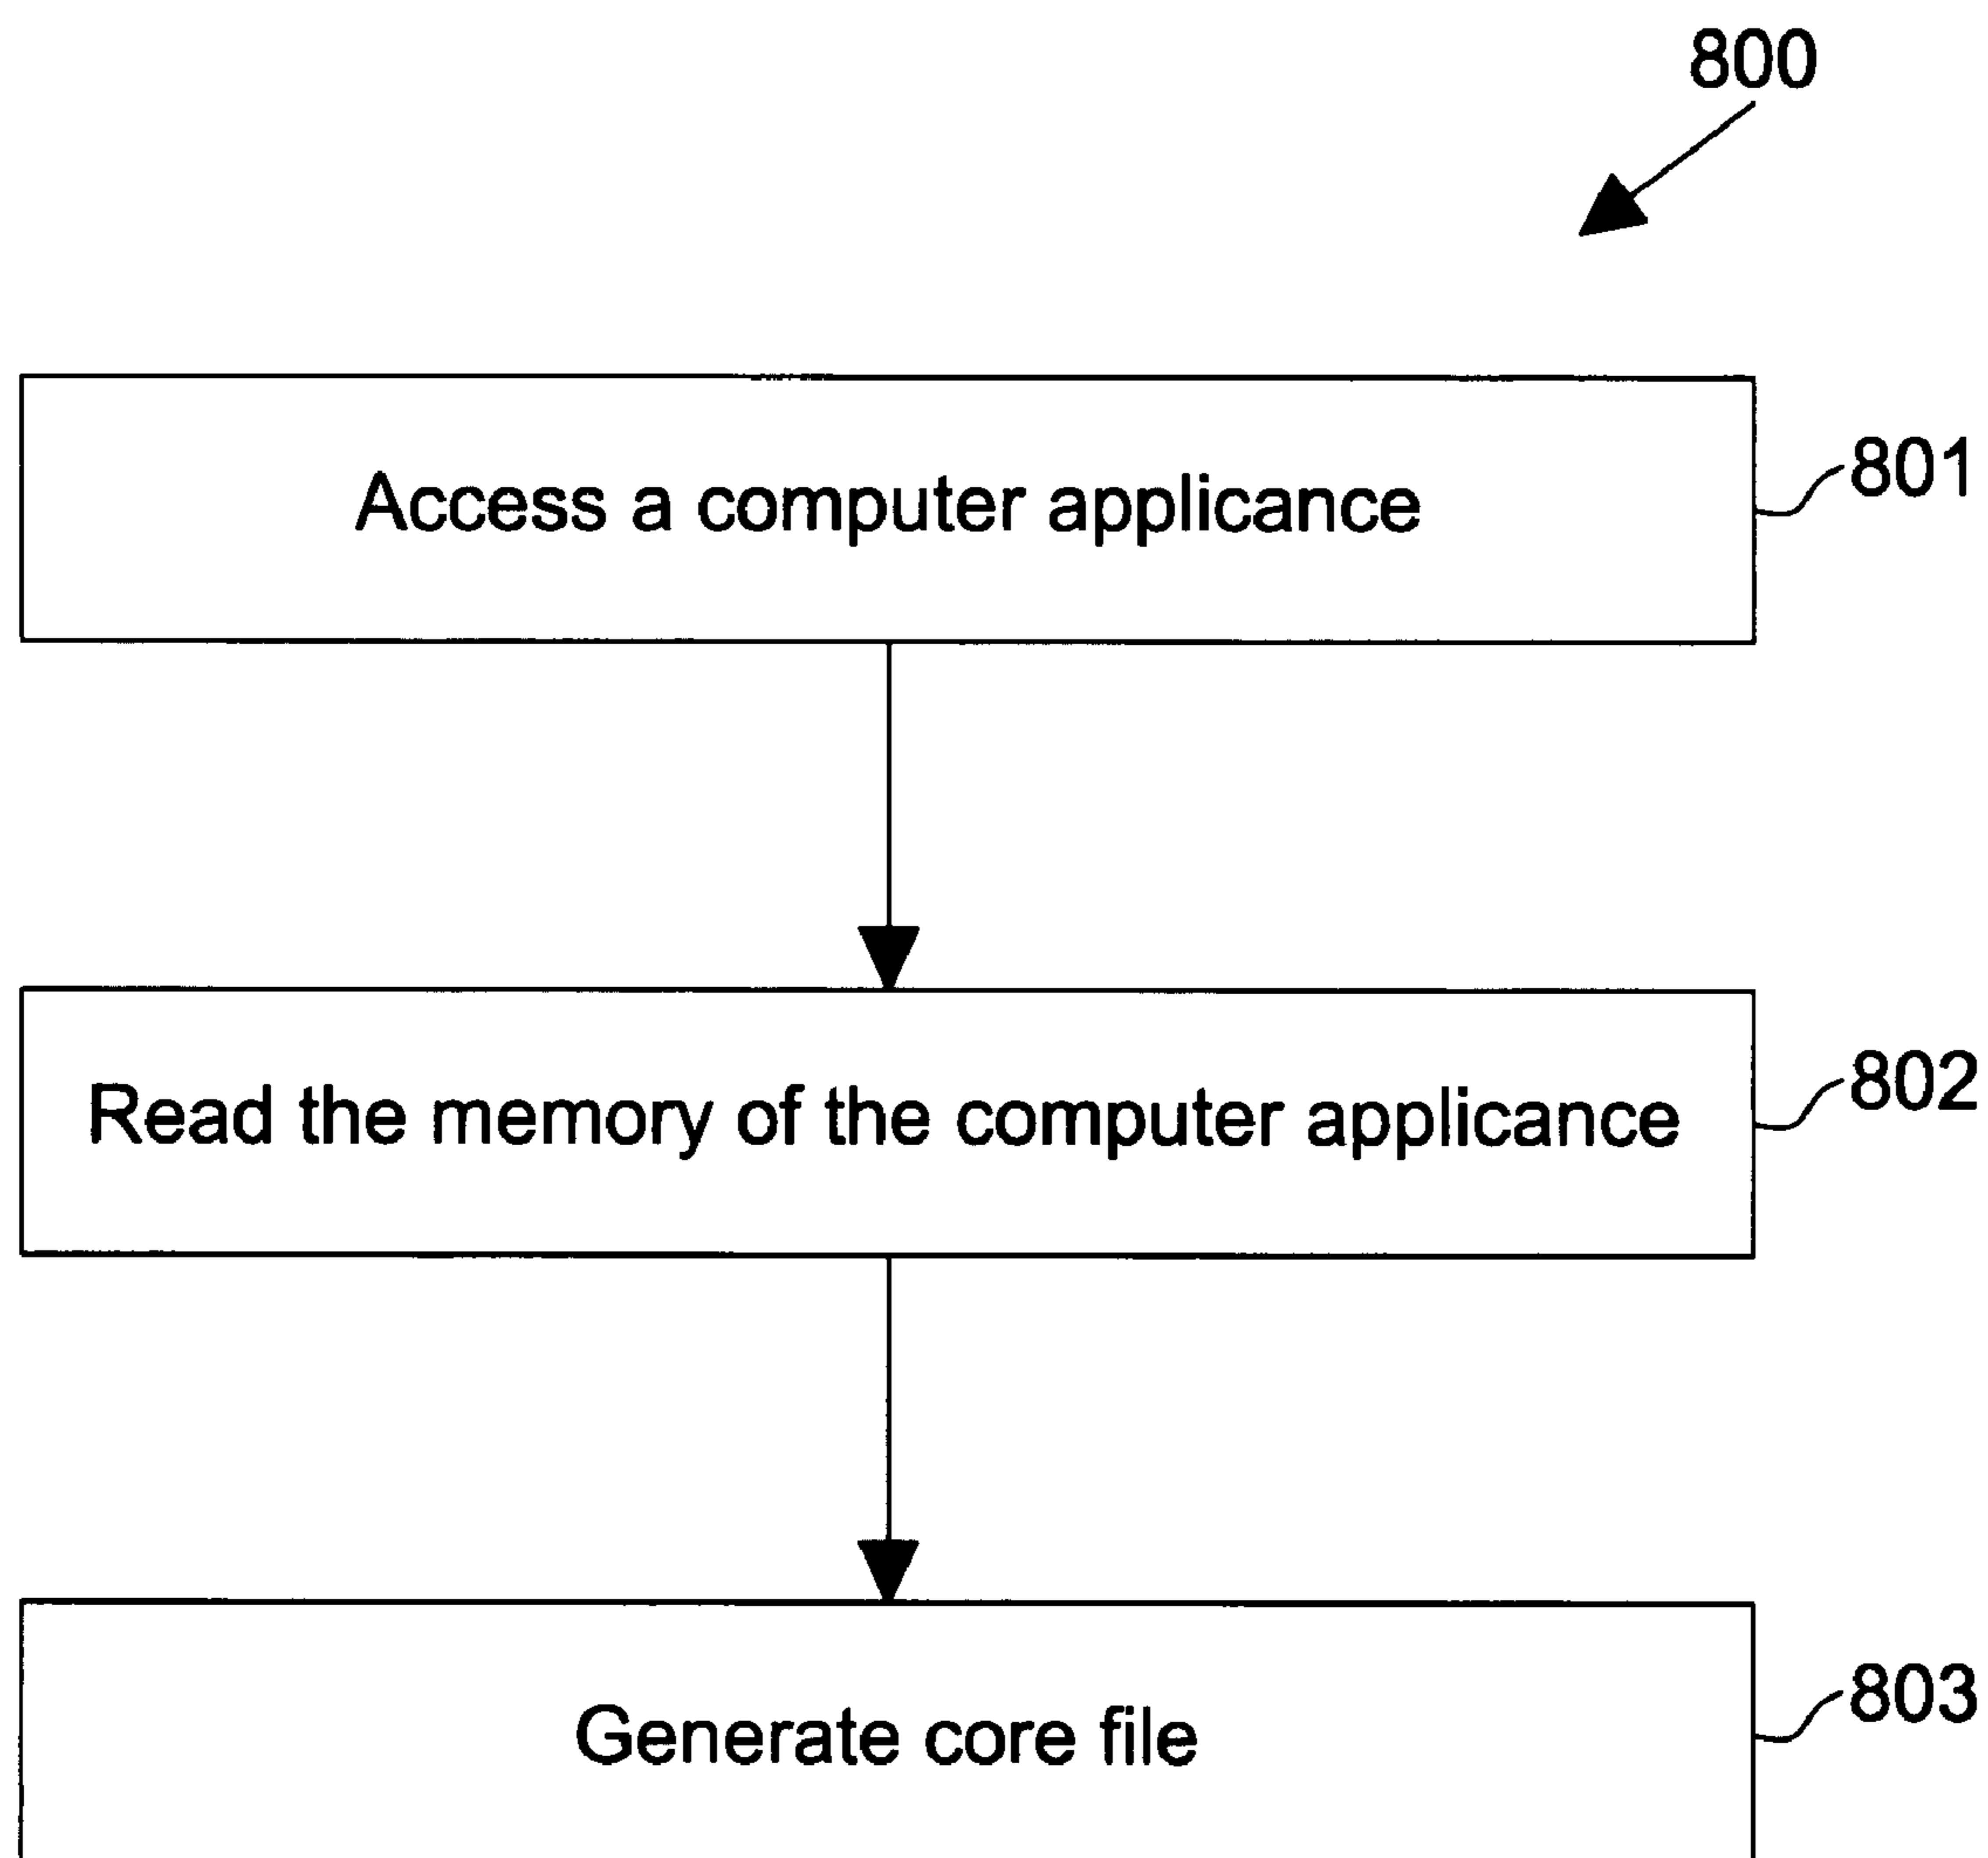 800
Access a computer applicance
801
Read the memory of the computer applicance
802
Generate core file
803